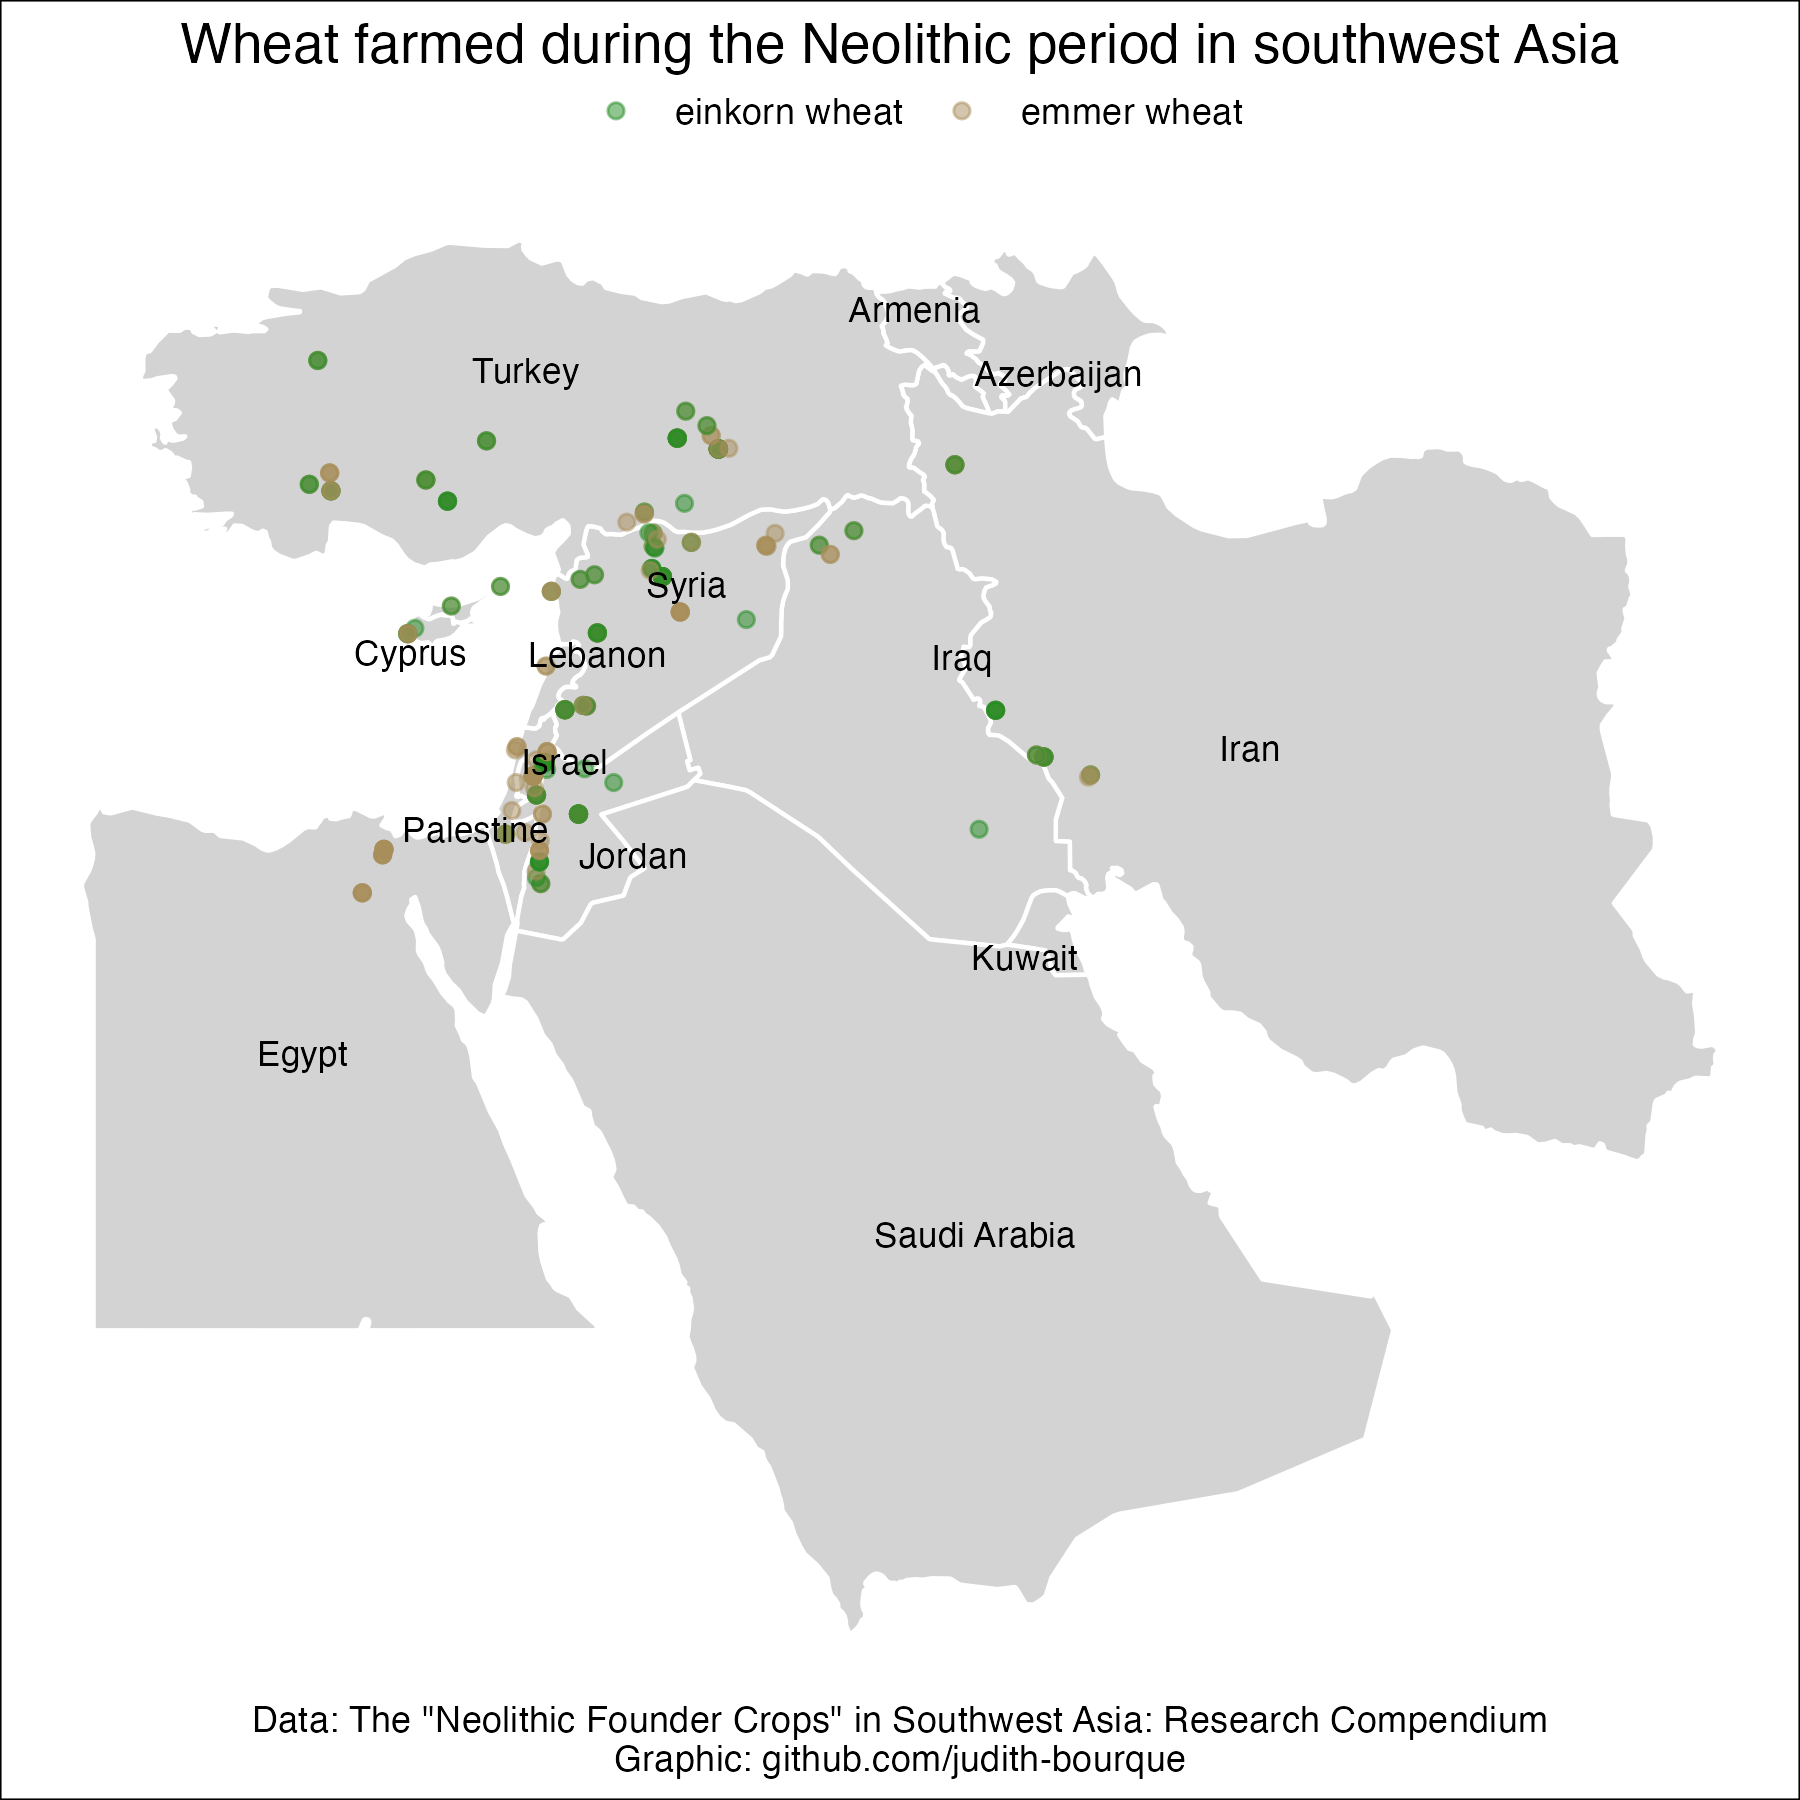 Wheat farmed during the Neolithic period in southwest Asia
einkorn wheat emmer wheat
Armenia
Turkey
Azerbaijan
Syria
Cyprus
Lebanon
Iraq
Iran
Israel
Palestine
Jordan
Kuwait
Egypt
Saudi Arabia
Data: The "Neolithic Founder Crops" in Southwest Asia: Research Compendium
Graphic: github.com/judith-bourque